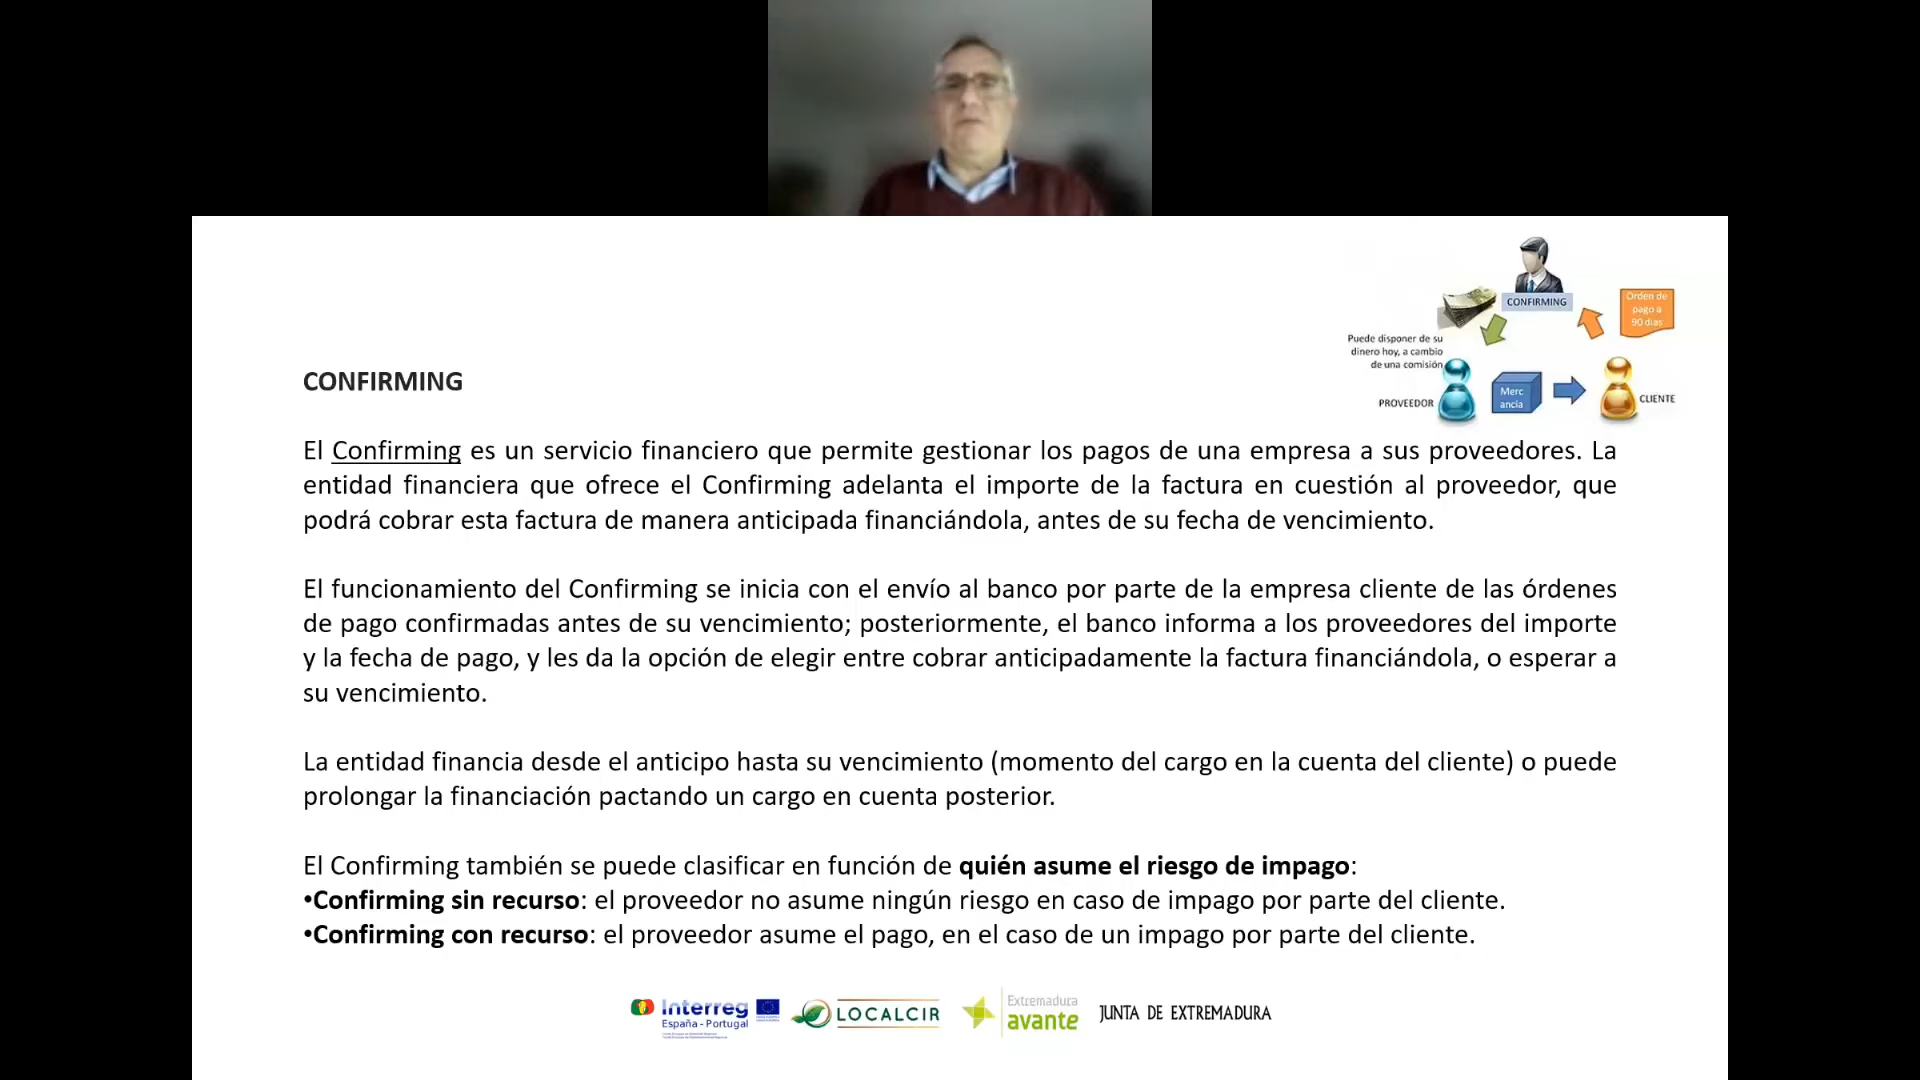 CONFIRMING
Orden de
pago a
90 dias
Puede disponer de su
dinero hoy, a cambio
de una comisión
PROVEEDOR
Merc
ancia
CLIENTE
CONFIRMING
El Confirming es un servicio financiero que permite gestionar los pagos de una empresa a sus proveedores. La
entidad financiera que ofrece el Confirming adelanta el importe de la factura en cuestión al proveedor, que
podrá cobrar esta factura de manera anticipada financiándola, antes de su fecha de vencimiento.
El funcionamiento del Confirming se inicia con el envío al banco por parte de la empresa cliente de las órdenes
de pago confirmadas antes de su vencimiento; posteriormente, el banco informa a los proveedores del importe
y la fecha de pago, y les da la opción de elegir entre cobrar anticipadamente la factura financiándola, o esperar a
su vencimiento.
La entidad financia desde el anticipo hasta su vencimiento (momento del cargo en la cuenta del cliente) o puede
prolongar la financiación pactando un cargo en cuenta posterior.
El Confirming también se puede clasificar en función de quién asume el riesgo de impago:
•Confirming sin recurso: el proveedor no asume ningún riesgo en caso de impago por parte del cliente.
•Confirming con recurso: el proveedor asume el pago, en el caso de un impago por parte del cliente.
Interreg
España - Portugal
LOCALCIR
Extremadura
avante
JUNTA DE EXTREMADURA